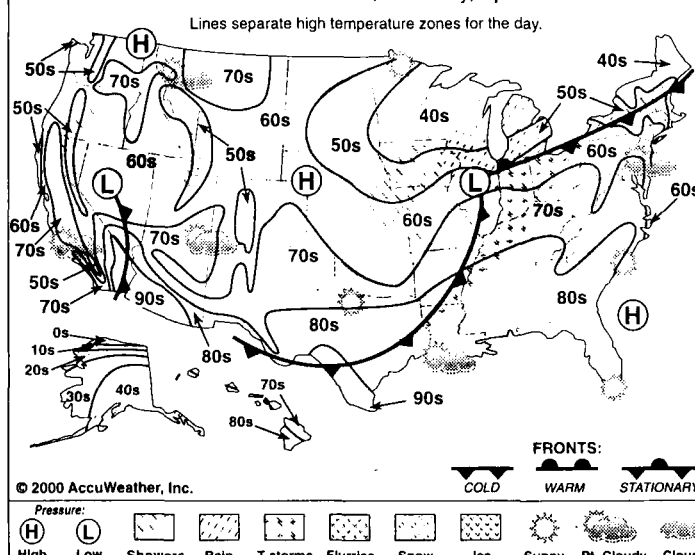 Lines separate high temperature zones for the day.
H
40s
50s
70s
70s
50s
50s
60s
40s
50s
60s
60s
50s
H
L
L
60s
60s
70s
60s
70s
70s
70s
50s
70s
90s
80s
H
80s
80s
0s
10s
20s
30s
40s
70s
80s
90s
FRONTS:
© 2000 AccuWeather, Inc.
COLD WARM STATIONARY
Pressure:
H L
High Low Showers Rain T-storms Flurries Snow Ice Sunny Pt. Cloudy Cloudy